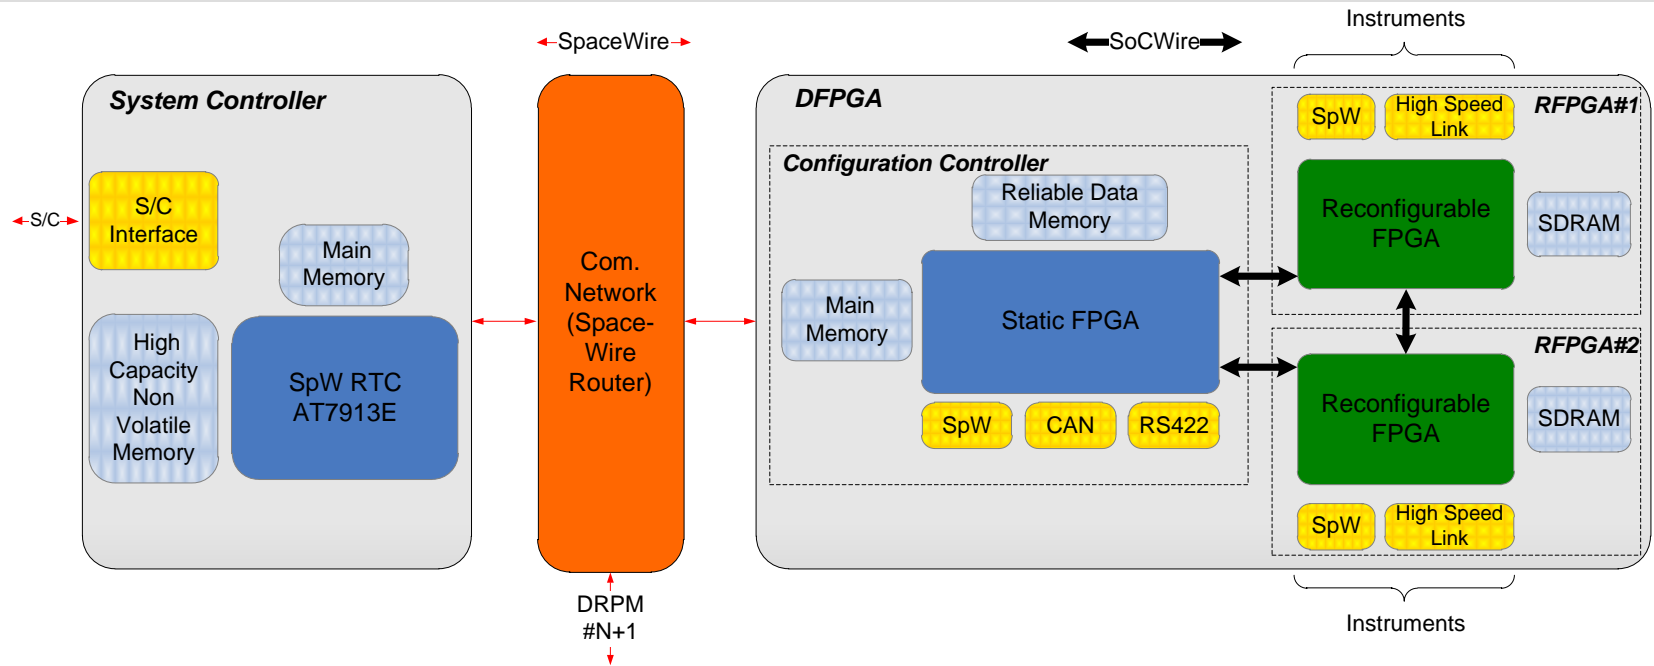 Instruments
SpaceWire
SoCWire
System Controller
S/C
S/C
Interface
Main
Memory
High
Capacity
Non
Volatile
Memory
SpW RTC
AT7913E
Com.
Network
(Space-
Wire
Router)
DRPM
#N+1
DFPGA
Configuration Controller
Reliable Data
Memory
Main
Memory
Static FPGA
SpW
CAN
RS422
RFPGA#1
SpW
High Speed
Link
Reconfigurable
FPGA
SDRAM
RFPGA#2
Reconfigurable
FPGA
SDRAM
SpW
High Speed
Link
Instruments